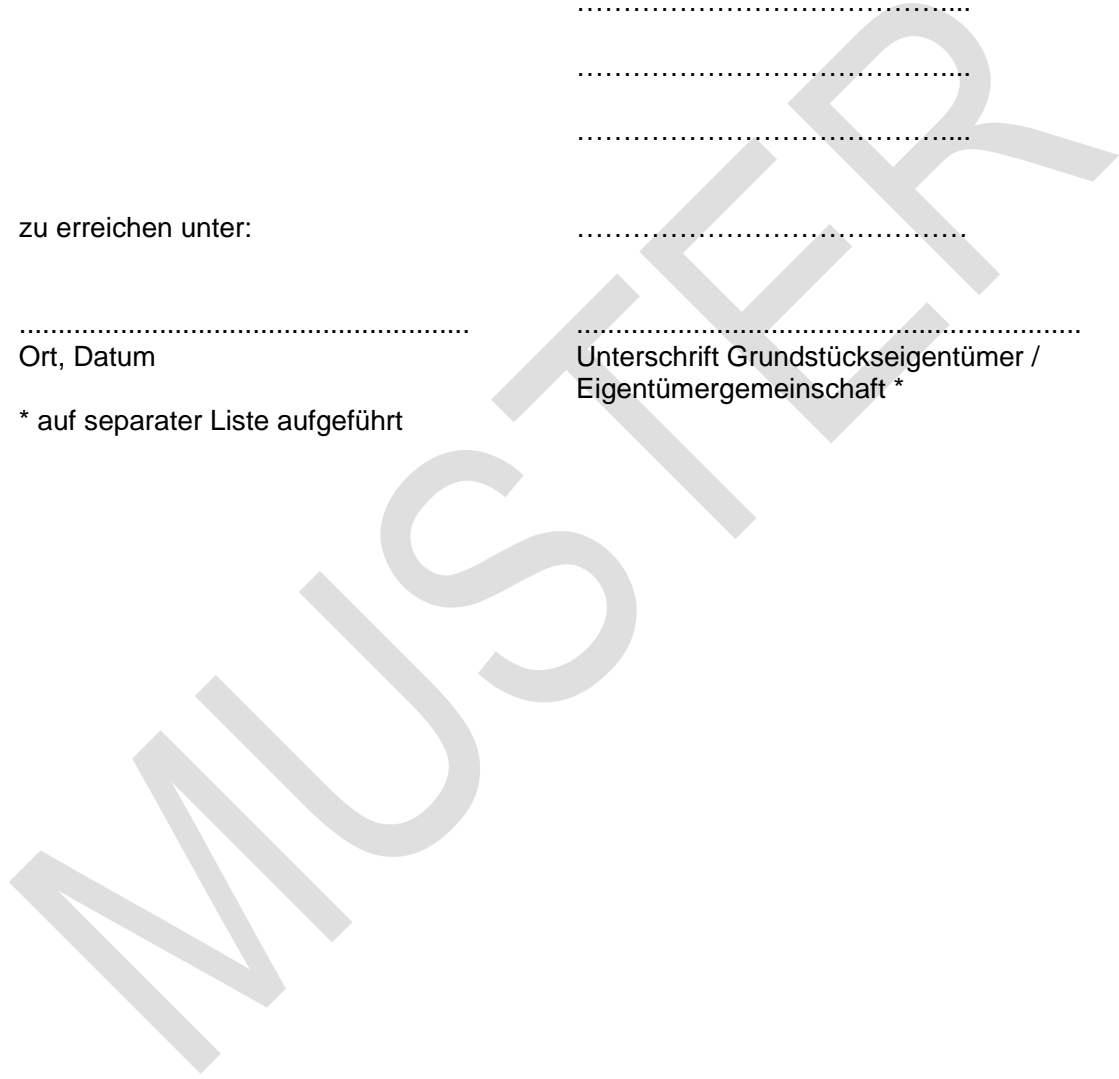 …………………………………....
…………………………………....
…………………………………....
zu erreichen unter: ……………………………………
.......................................................... .................................................................
Ort, Datum Unterschrift Grundstückseigentümer /
Eigentümergemeinschaft *
* auf separater Liste aufgeführt
MUSTER